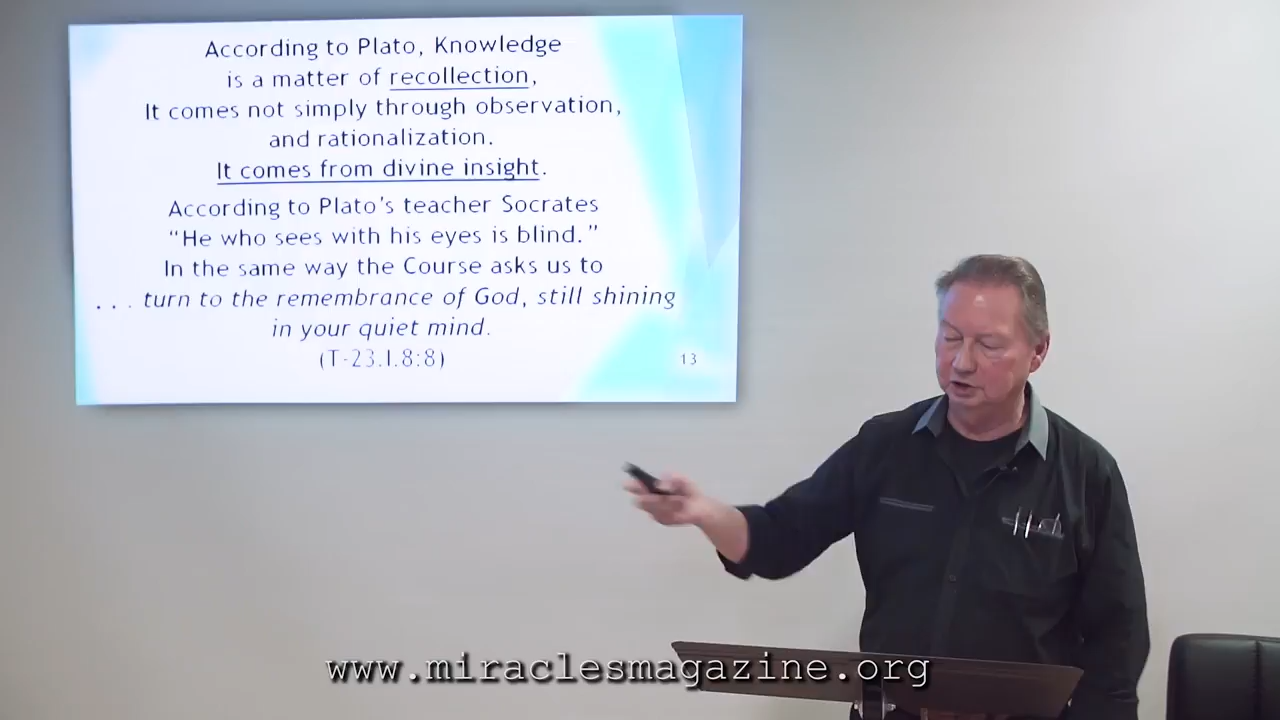 According to Plato, Knowledge
is a matter of recollection,
It comes not simply through observation,
and rationalization.
It comes from divine insight.
According to Plato's teacher Socrates
“He who sees with his eyes is blind.”
In the same way the Course asks us to
. . . turn to the remembrance of God, still shining
in your quiet mind.
(T-23.I.8:8)
13
www.miraclesmagazine.org